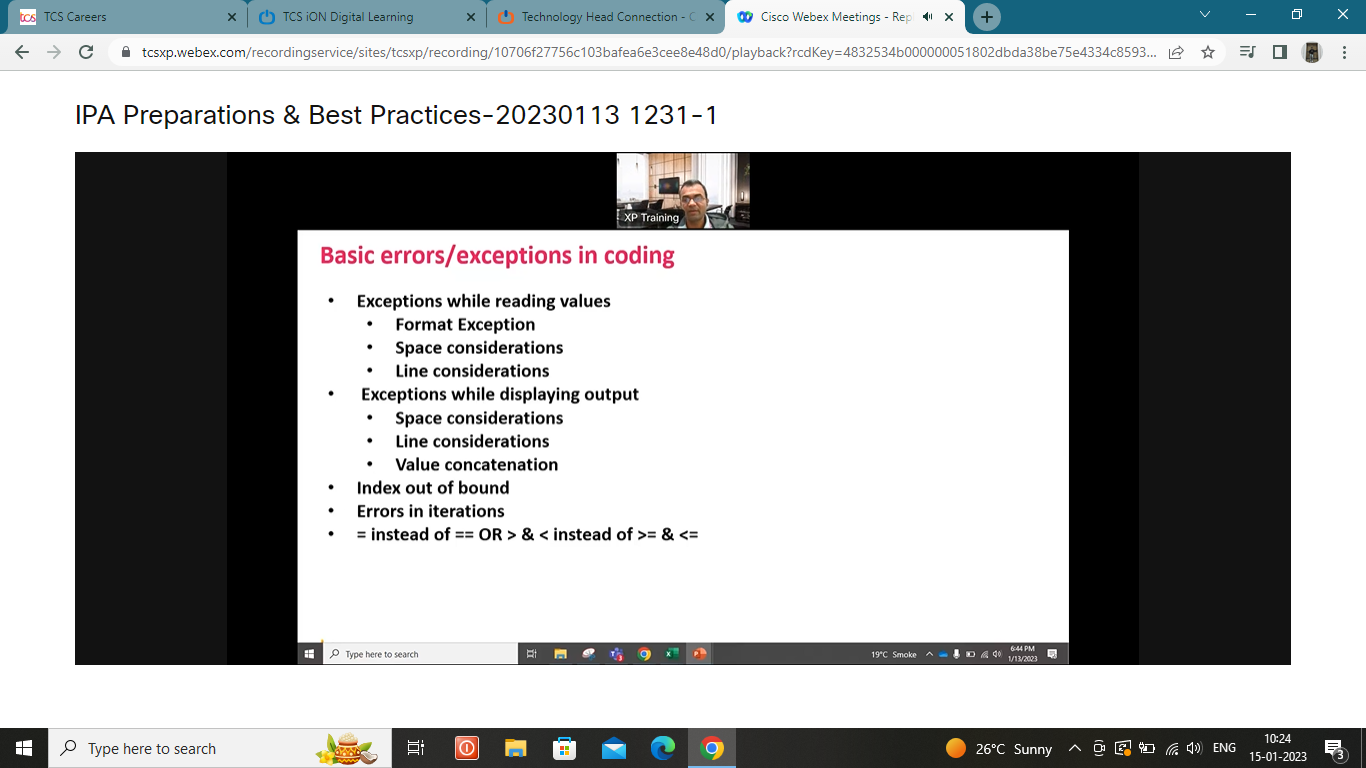 tcs TCS Careers
TCS iON Digital Learning
Technology Head Connection - C
Cisco Webex Meetings - Rep
tcsxp.webex.com/recordingservice/sites/tcsxp/recording/10706f27756c103bafea6e3cee8e48d0/playback?rcdKey=4832534b000000051802dbda38be75e4334c8593...
IPA Preparations & Best Practices-20230113 1231-1
XP Training
Basic errors/exceptions in coding
• Exceptions while reading values
• Format Exception
• Space considerations
• Line considerations
• Exceptions while displaying output
• Space considerations
• Line considerations
• Value concatenation
• Index out of bound
• Errors in iterations
• = instead of == OR > & < instead of >= & <=
Type here to search
19°C Smoke
6:44 PM
1/13/2023
Type here to search
26°C Sunny
ENG
10:24
15-01-2023
3